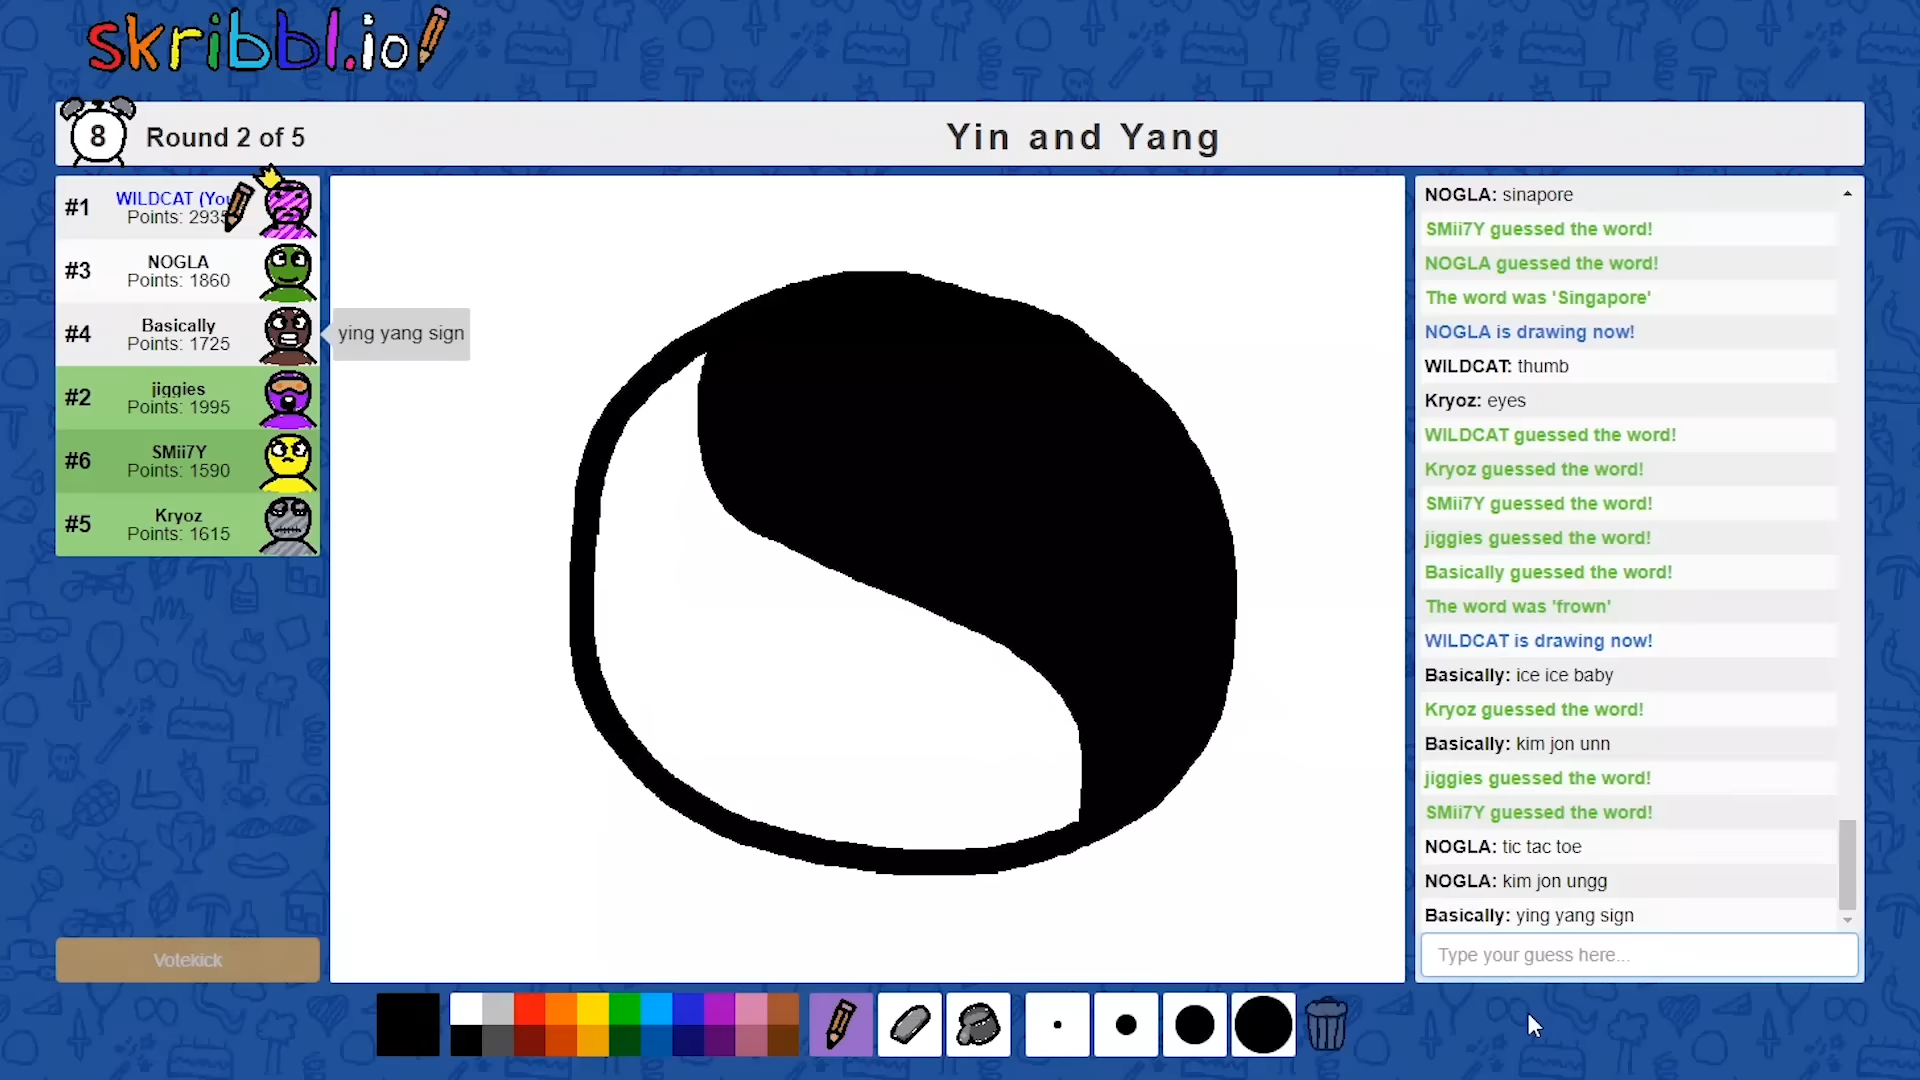 skribbl.io
8
Round 2 of 5
Yin and Yang
#1
WILDCAT (You
Points: 2935
#3
NOGLA
Points: 1860
#4
Basically
Points: 1725
ying yang sign
#2
jiggies
Points: 1995
#6
SMii7Y
Points: 1590
#5
Kryoz
Points: 1615
Votekick
NOGLA: sinapore
SMii7Y guessed the word!
NOGLA guessed the word!
The word was 'Singapore'
NOGLA is drawing now!
WILDCAT: thumb
Kryoz: eyes
WILDCAT guessed the word!
Kryoz guessed the word!
SMii7Y guessed the word!
jiggies guessed the word!
Basically guessed the word!
The word was 'frown'
WILDCAT is drawing now!
Basically: ice ice baby
Kryoz guessed the word!
Basically: kim jon unn
jiggies guessed the word!
SMii7Y guessed the word!
NOGLA: tic tac toe
NOGLA: kim jon ungg
Basically: ying yang sign
Type your guess here...